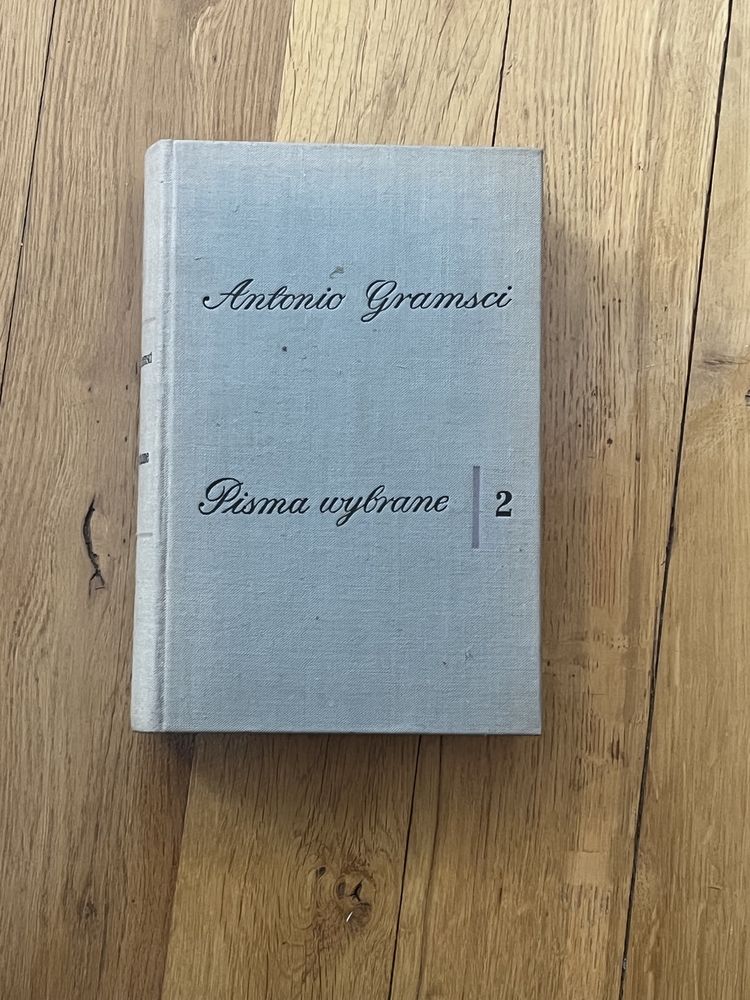 Antonio Gramsci
Pisma wybrane 2